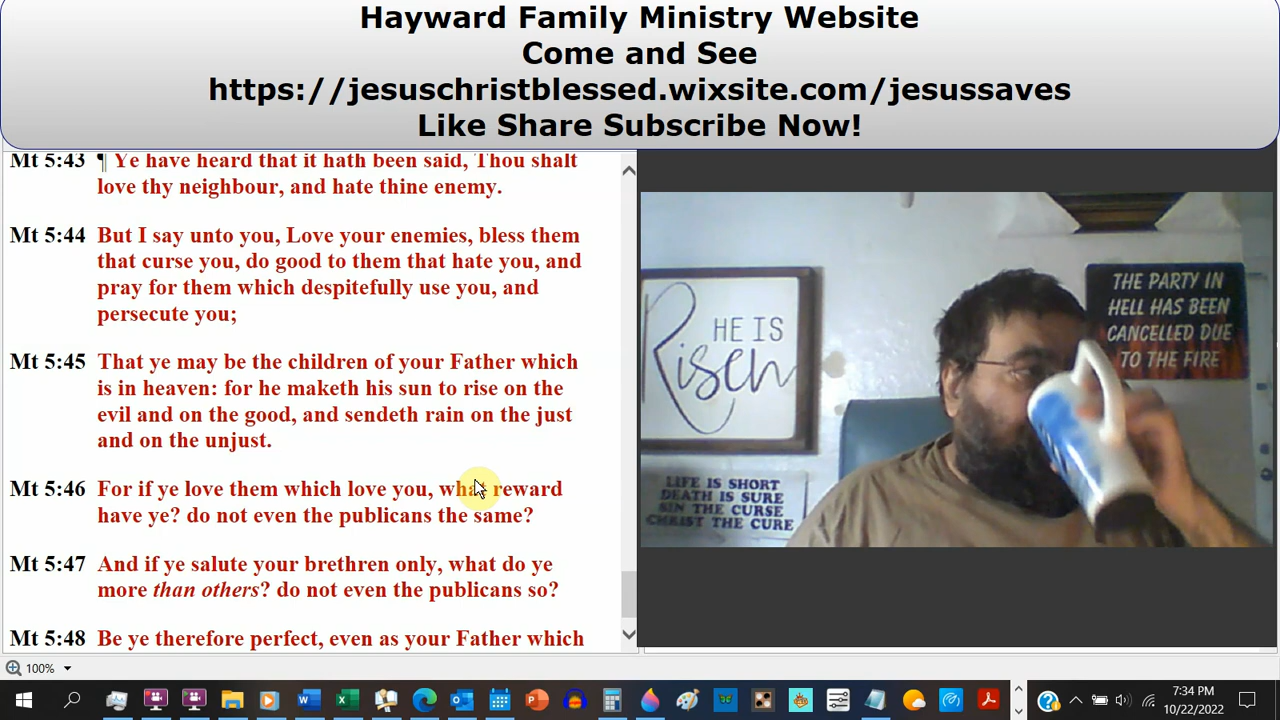 Hayward Family Ministry Website
Come and See
https://jesuschristblessed.wixsite.com/jesussaves
Like Share Subscribe Now!
Mt 5:43 ¶ Ye have heard that it hath been said, Thou shalt
love thy neighbour, and hate thine enemy.
Mt 5:44 But I say unto you, Love your enemies, bless them
that curse you, do good to them that hate you, and
pray for them which despitefully use you, and
persecute you;
Mt 5:45 That ye may be the children of your Father which
is in heaven: for he maketh his sun to rise on the
evil and on the good, and sendeth rain on the just
and on the unjust.
Mt 5:46 For if ye love them which love you, what reward
have ye? do not even the publicans the same?
Mt 5:47 And if ye salute your brethren only, what do ye
more than others? do not even the publicans so?
Mt 5:48 Be ye therefore perfect, even as your Father which
HE IS
Risen
THE PARTY IN
HELL HAS BEEN
CANCELLED DUE
TO THE FIRE
LIFE IS SHORT
DEATH IS SURE
SIN THE CURSE
CHRIST THE CURE
100%
7:34 PM
10/22/2022